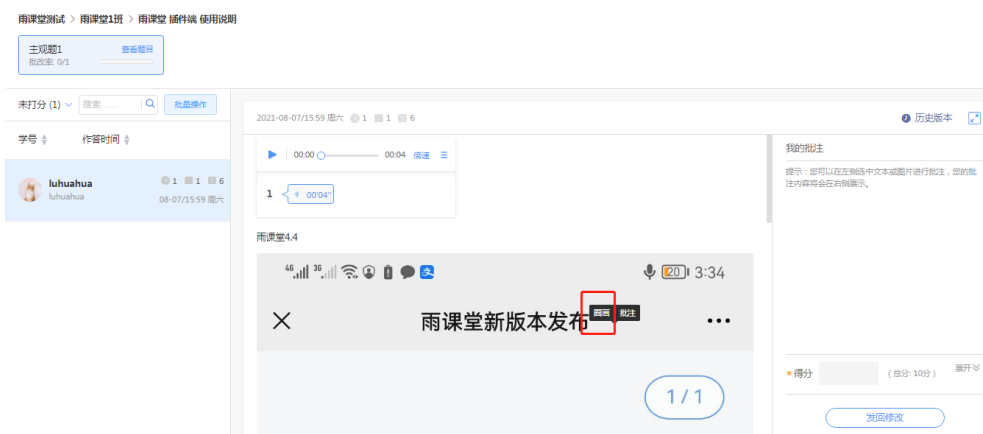 雨课堂测试 > 雨课堂1班 > 雨课堂 插件端 使用说明
主观题1 查看题目
批改率: 0/1
未打分 (1) 搜索...... 批量操作
学号 作答时间
luhuahua 1 1 6
luhuahua 08-07/15:59 周六
2021-08-07/15:59 周六 1 1 6
历史版本
00:00 00:04 倍速
1 00'04"
雨课堂4.4
4G 3G 支 20 3:34
雨课堂新版本发布
圈画 批注
1 / 1
我的批注
提示：您可以在左侧选中文本或图片进行批注，您的批
注内容将会在右侧展示。
*得分 （总分: 10分） 展开
发回修改